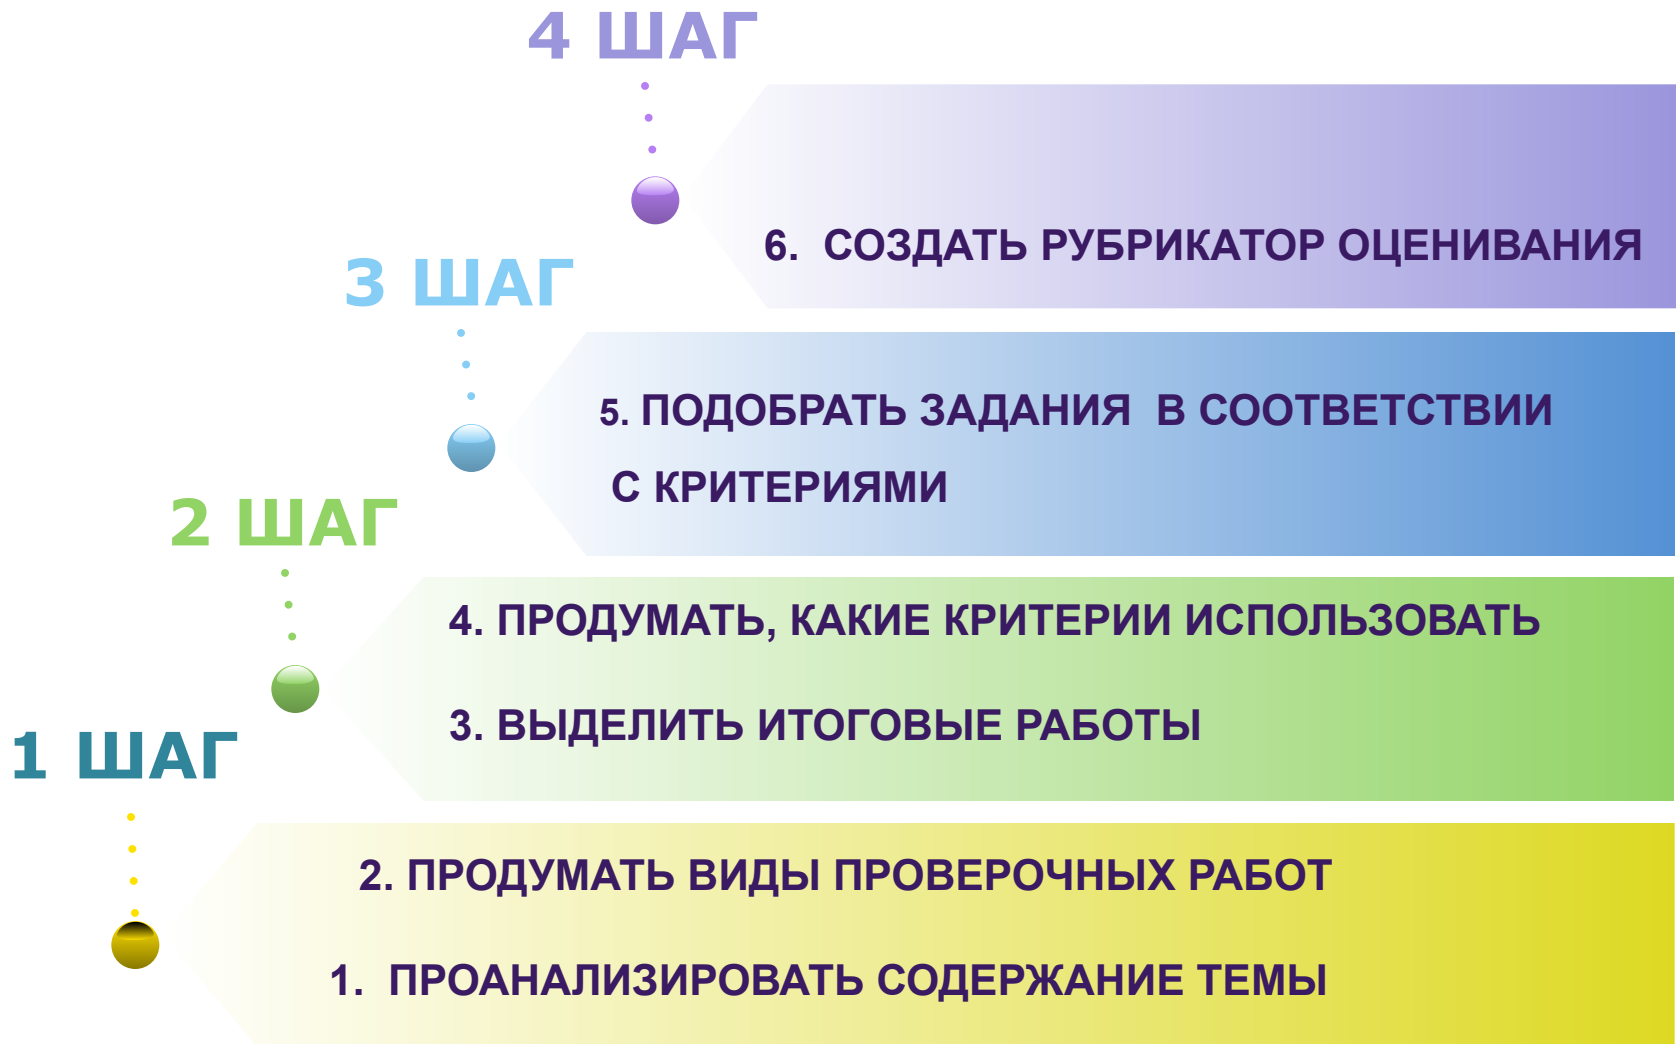 4 ШАГ
6. СОЗДАТЬ РУБРИКАТОР ОЦЕНИВАНИЯ
3 ШАГ
5. ПОДОБРАТЬ ЗАДАНИЯ В СООТВЕТСТВИИ
С КРИТЕРИЯМИ
2 ШАГ
4. ПРОДУМАТЬ, КАКИЕ КРИТЕРИИ ИСПОЛЬЗОВАТЬ
3. ВЫДЕЛИТЬ ИТОГОВЫЕ РАБОТЫ
1 ШАГ
2. ПРОДУМАТЬ ВИДЫ ПРОВЕРОЧНЫХ РАБОТ
1. ПРОАНАЛИЗИРОВАТЬ СОДЕРЖАНИЕ ТЕМЫ